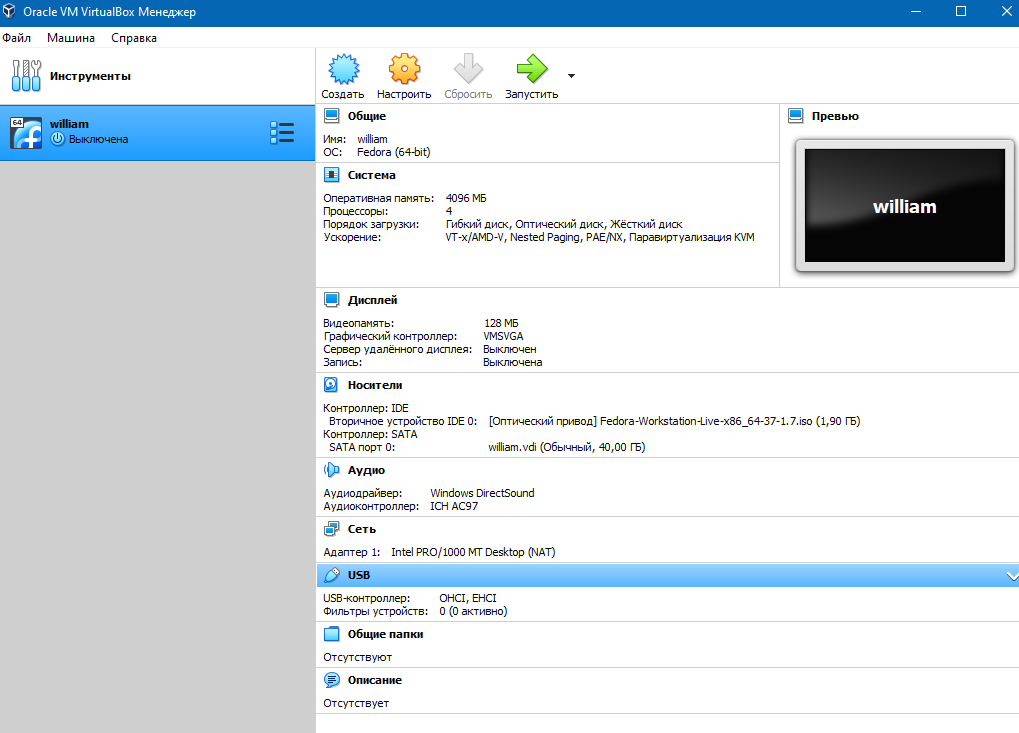 Oracle VM VirtualBox Менеджер
Файл Машина Справка
Инструменты
Создать Настроить Сбросить Запустить
64
william
Выключена
Общие
Имя: william
ОС: Fedora (64-bit)
Превью
william
Система
Оперативная память: 4096 МБ
Процессоры: 4
Порядок загрузки: Гибкий диск, Оптический диск, Жёсткий диск
Ускорение: VT-x/AMD-V, Nested Paging, PAE/NX, Паравиртуализация KVM
Дисплей
Видеопамять: 128 МБ
Графический контроллер: VMSVGA
Сервер удалённого дисплея: Выключен
Запись: Выключена
Носители
Контроллер: IDE
Вторичное устройство IDE 0: [Оптический привод] Fedora-Workstation-Live-x86_64-37-1.7.iso (1,90 ГБ)
Контроллер: SATA
SATA порт 0: william.vdi (Обычный, 40,00 ГБ)
Аудио
Аудиодрайвер: Windows DirectSound
Аудиоконтроллер: ICH AC97
Сеть
Адаптер 1: Intel PRO/1000 MT Desktop (NAT)
USB
USB-контроллер: OHCI, EHCI
Фильтры устройств: 0 (0 активно)
Общие папки
Отсутствуют
Описание
Отсутствует